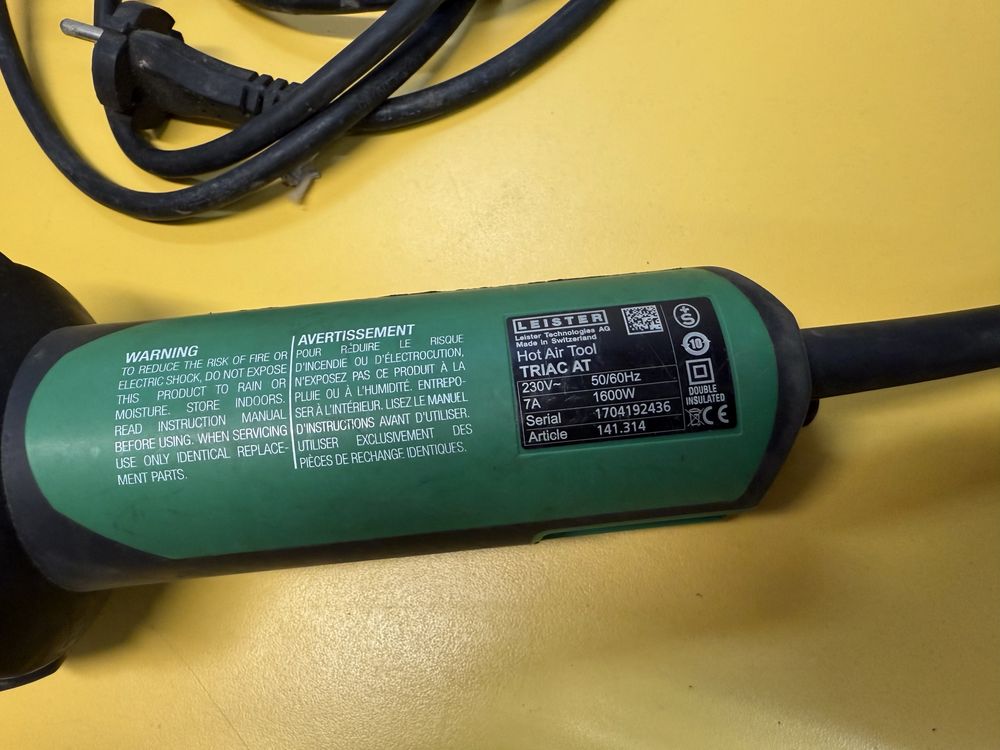 WARNING
TO REDUCE THE RISK OF FIRE OR
ELECTRIC SHOCK, DO NOT EXPOSE
THIS PRODUCT TO RAIN OR
MOISTURE. STORE INDOORS.
READ INSTRUCTION MANUAL
BEFORE USING. WHEN SERVICING
USE ONLY IDENTICAL REPLACE-
MENT PARTS.
AVERTISSEMENT
POUR RÉDUIRE LE RISQUE
D'INCENDIE OU D'ÉLECTROCUTION,
N'EXPOSEZ PAS CE PRODUIT À LA
PLUIE OU À L'HUMIDITÉ. ENTREPO-
SER À L'INTÉRIEUR. LISEZ LE MANUEL
D'INSTRUCTIONS AVANT D'UTILISER.
UTILISER EXCLUSIVEMENT DES
PIÈCES DE RECHANGE IDENTIQUES.
LEISTER
Leister Technologies AG
Made in Switzerland
Hot Air Tool
TRIAC AT
230V~ 50/60Hz
7A 1600W
Serial 1704192436
Article 141.314
S
10
DOUBLE
INSULATED
CE